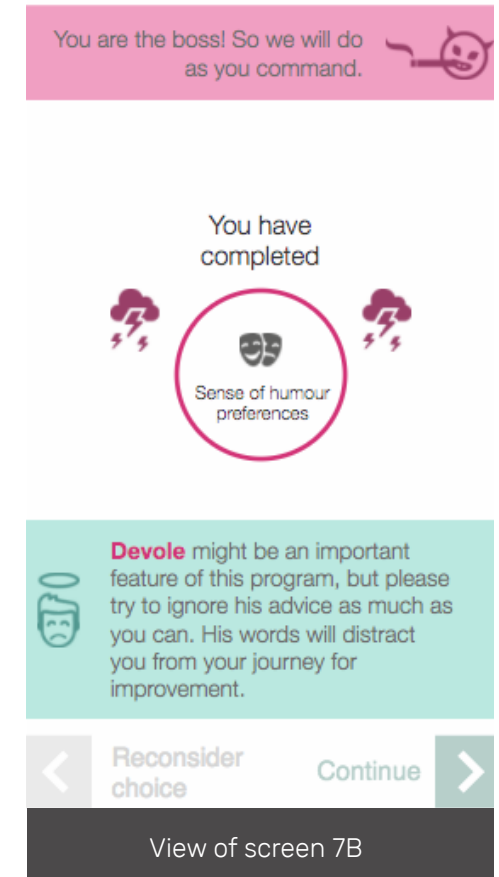 You are the boss! So we will do
as you command.
You have
completed
Sense of humour
preferences
Devole might be an important
feature of this program, but please
try to ignore his advice as much as
you can. His words will distract
you from your journey for
improvement.
Reconsider
choice
Continue
View of screen 7B